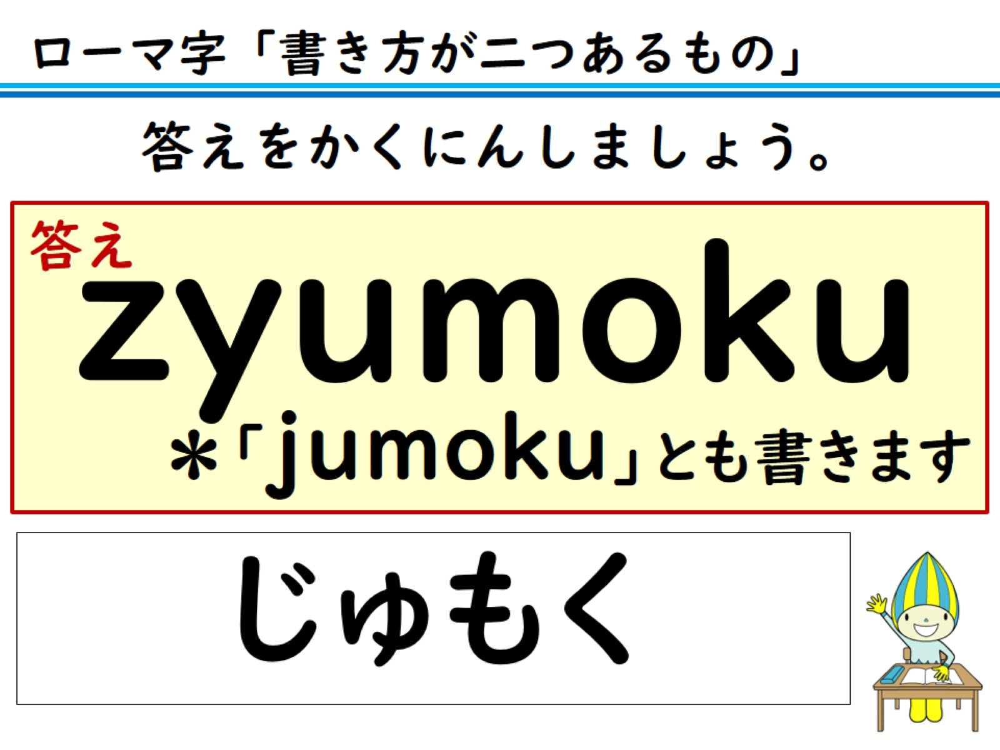 ローマ字「書き方が二つあるもの」
答えをかくにんしましょう。
答え
zyumoku
＊「jumoku」とも書きます
じゅもく